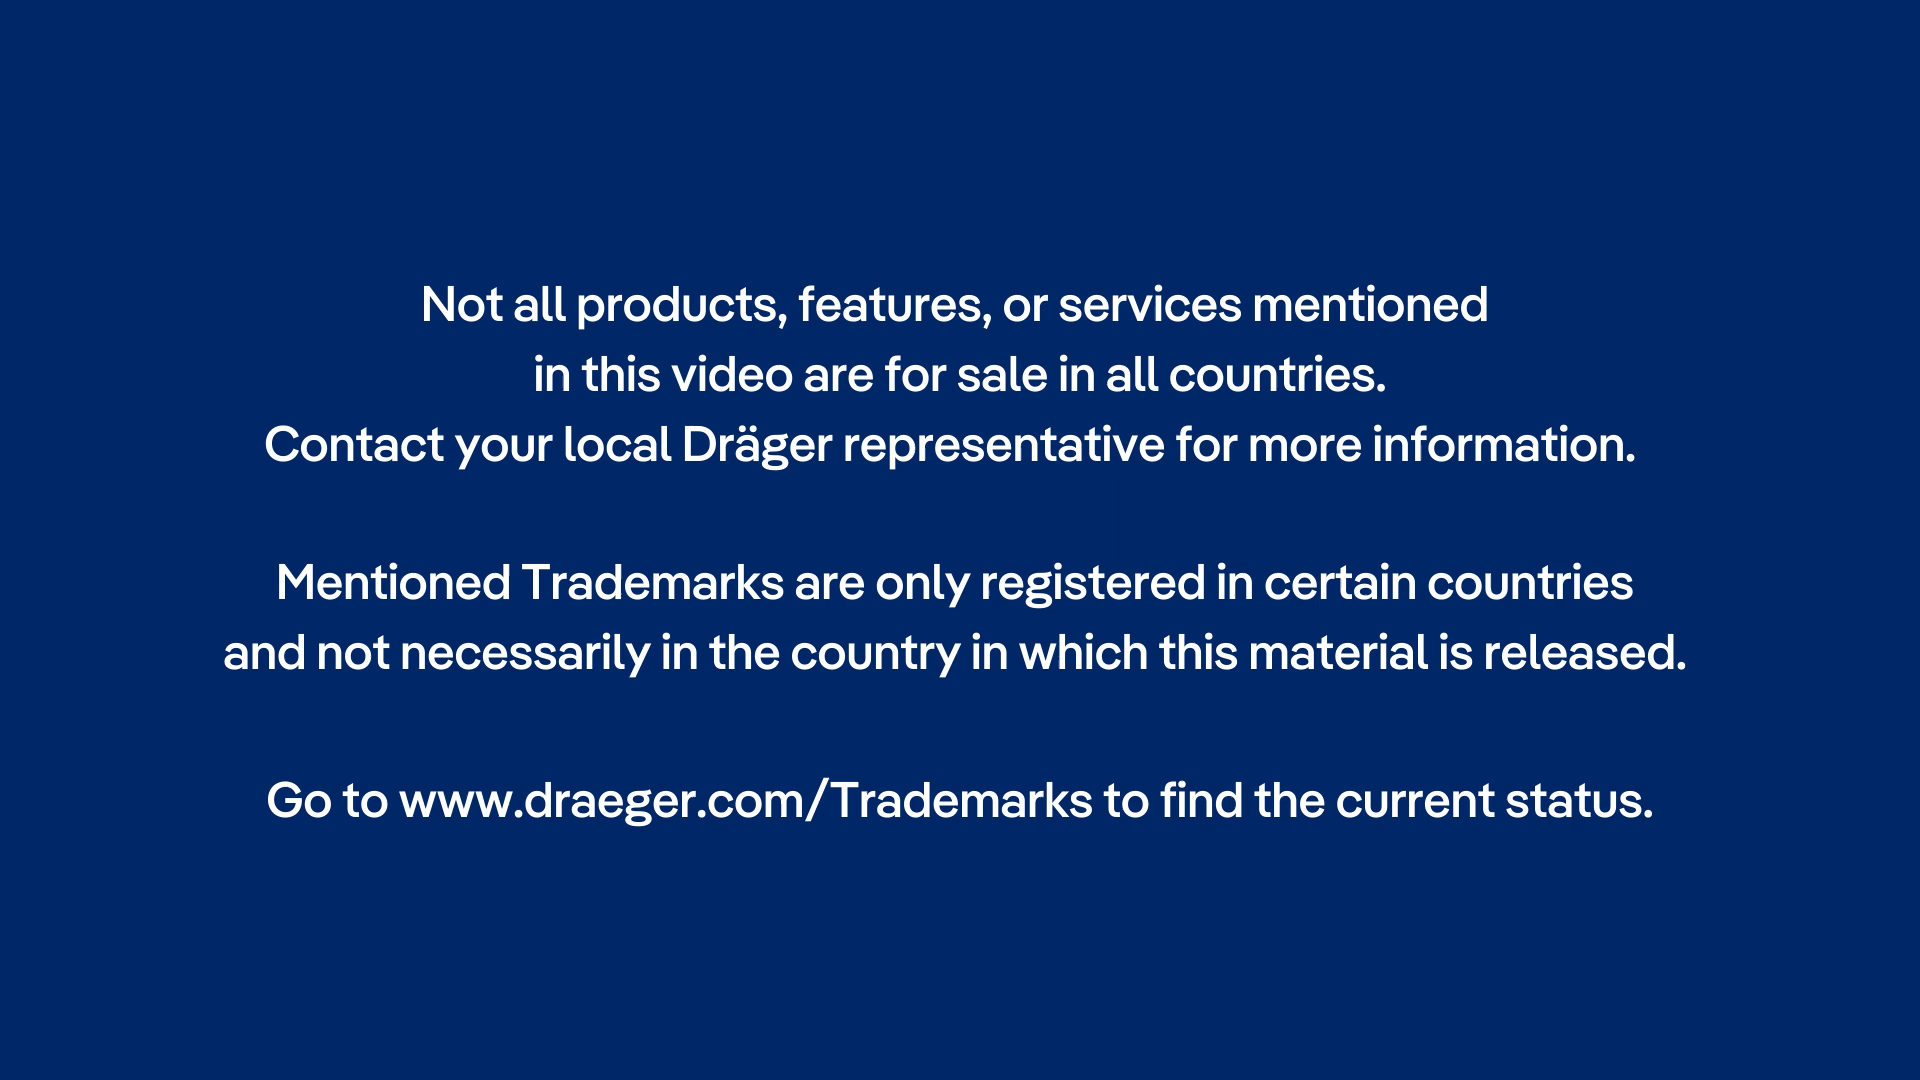 Not all products, features, or services mentioned
in this video are for sale in all countries.
Contact your local Dräger representative for more information.
Mentioned Trademarks are only registered in certain countries
and not necessarily in the country in which this material is released.
Go to www.draeger.com/Trademarks to find the current status.